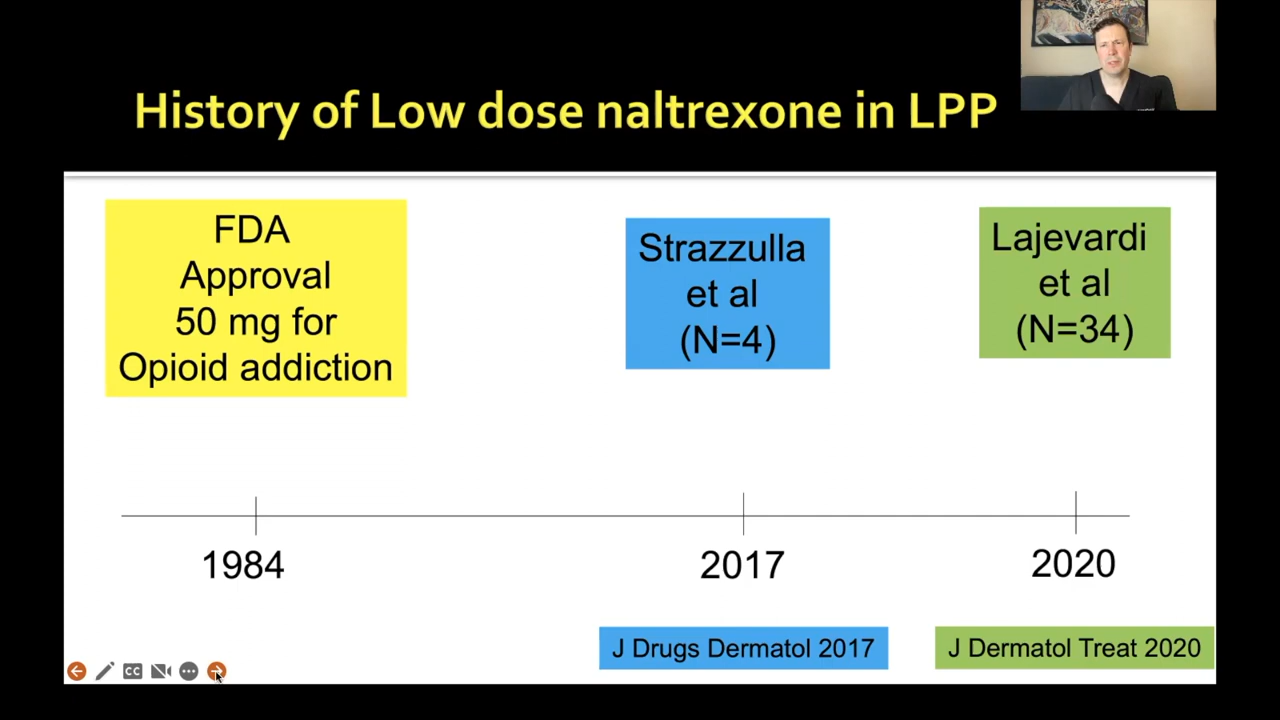 History of Low dose naltrexone in LPP
FDA
Approval
50 mg for
Opioid addiction
Strazzulla
et al
(N=4)
Lajevardi
et al
(N=34)
1984
2017
2020
J Drugs Dermatol 2017
J Dermatol Treat 2020
CC